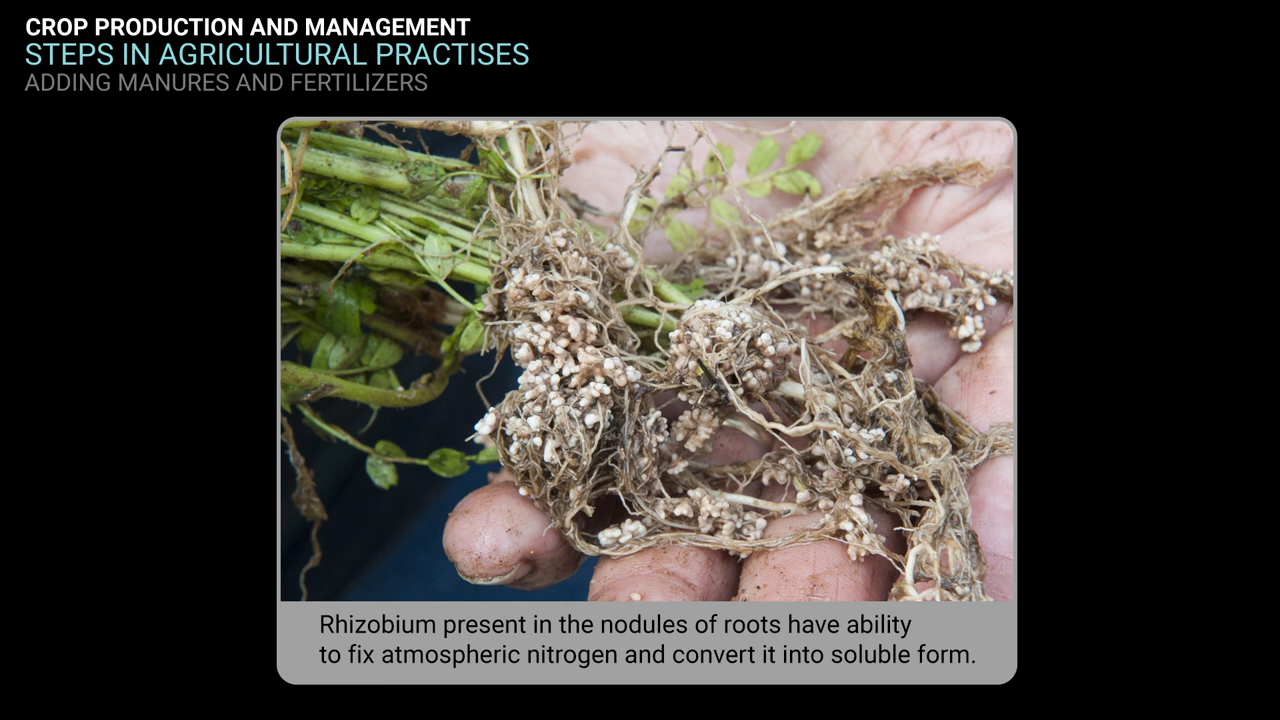 CROP PRODUCTION AND MANAGEMENT
STEPS IN AGRICULTURAL PRACTISES
ADDING MANURES AND FERTILIZERS
Rhizobium present in the nodules of roots have ability
to fix atmospheric nitrogen and convert it into soluble form.